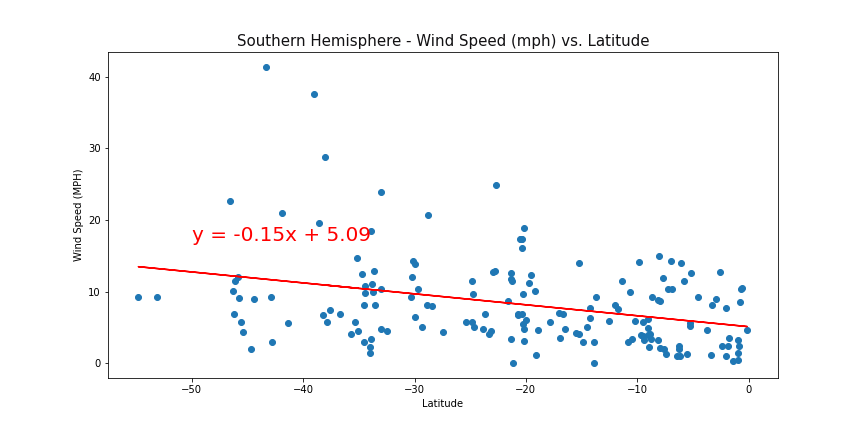 Southern Hemisphere - Wind Speed (mph) vs. Latitude
40
30
20
10
0
Wind Speed (MPH)
y = -0.15x + 5.09
−50
−40
−30
−20
−10
0
Latitude